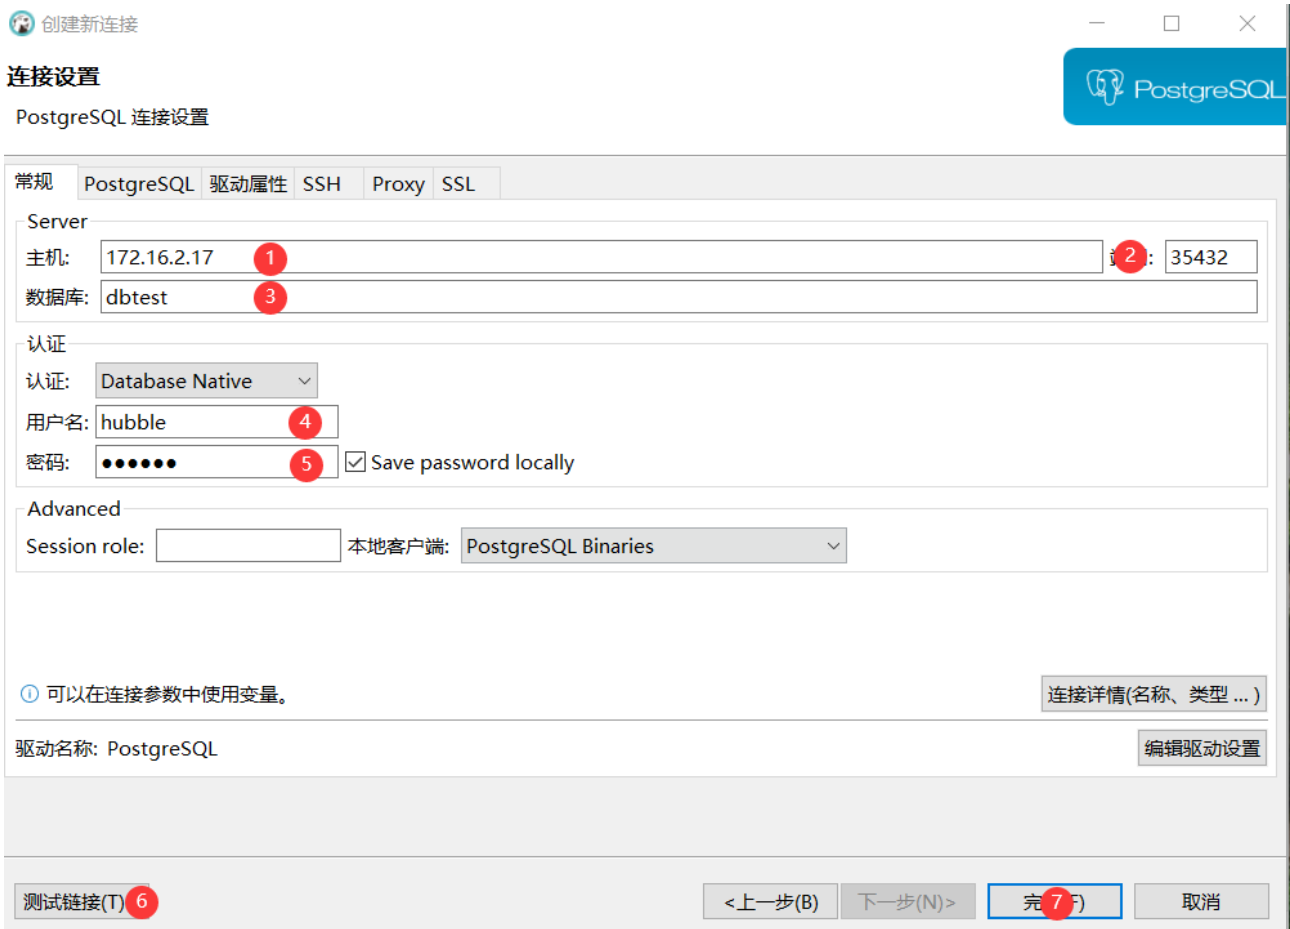 创建新连接
连接设置
PostgreSQL
PostgreSQL 连接设置
常规 PostgreSQL 驱动属性 SSH Proxy SSL
Server
主机: 172.16.2.17 1 2 : 35432
数据库: dbtest 3
认证
认证: Database Native
用户名: hubble 4
密码: •••••• 5 Save password locally
Advanced
Session role: 本地客户端: PostgreSQL Binaries
可以在连接参数中使用变量。 连接详情(名称、类型 ... )
驱动名称: PostgreSQL 编辑驱动设置
测试链接(T) 6 <上一步(B) 下一步(N)> 完 7 ) 取消